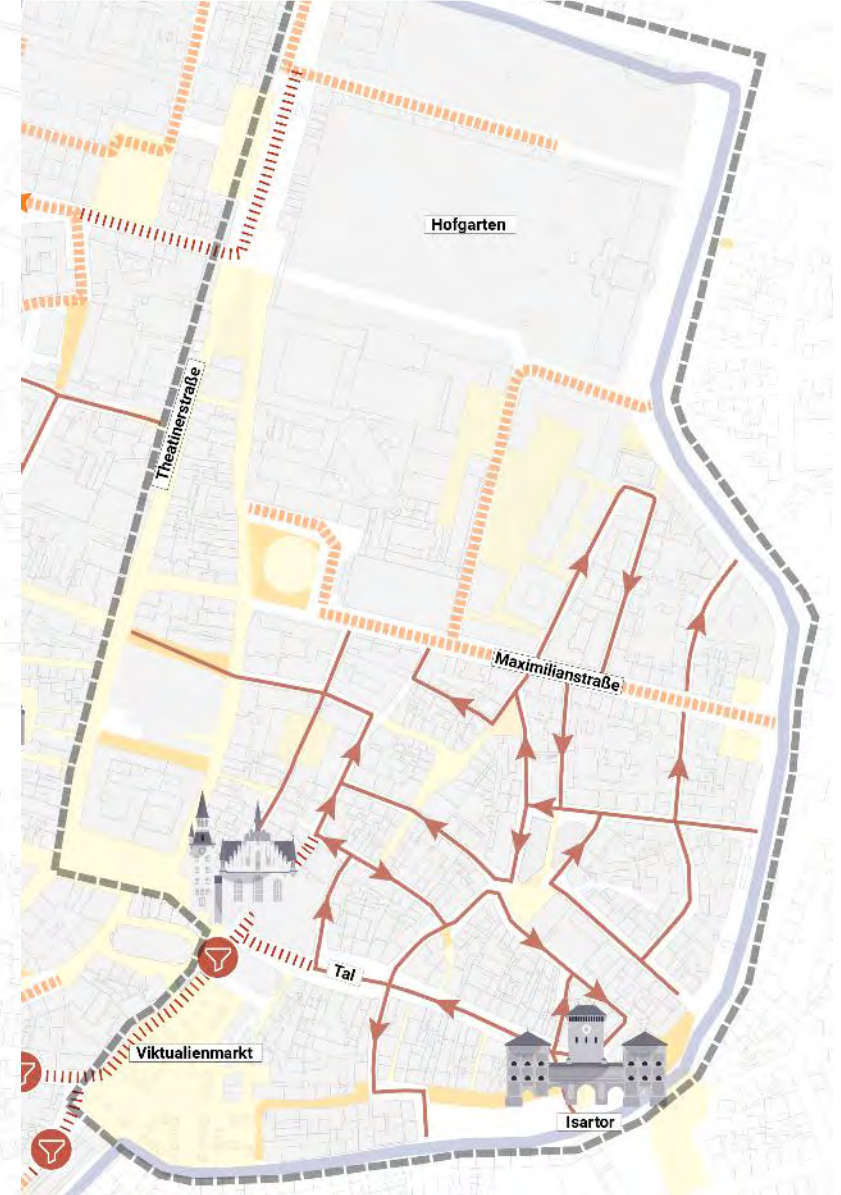 Hofgarten
Theatinerstraße
Maximilianstraße
Tal
Viktualienmarkt
Isartor